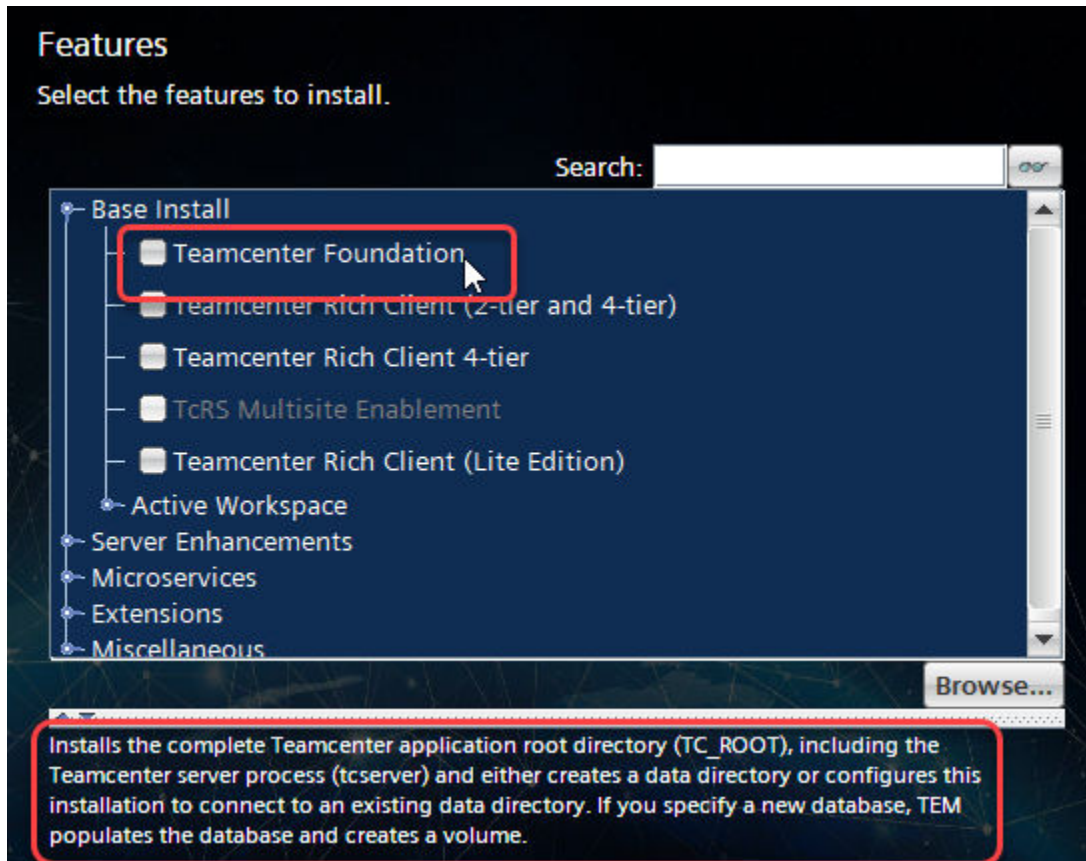 Features
Select the features to install.
Search:
Base Install
Teamcenter Foundation
Teamcenter Rich Client (2-tier and 4-tier)
Teamcenter Rich Client 4-tier
TcRS Multisite Enablement
Teamcenter Rich Client (Lite Edition)
Active Workspace
Server Enhancements
Microservices
Extensions
Miscellaneous
Browse...
Installs the complete Teamcenter application root directory (TC_ROOT), including the
Teamcenter server process (tcserver) and either creates a data directory or configures this
installation to connect to an existing data directory. If you specify a new database, TEM
populates the database and creates a volume.